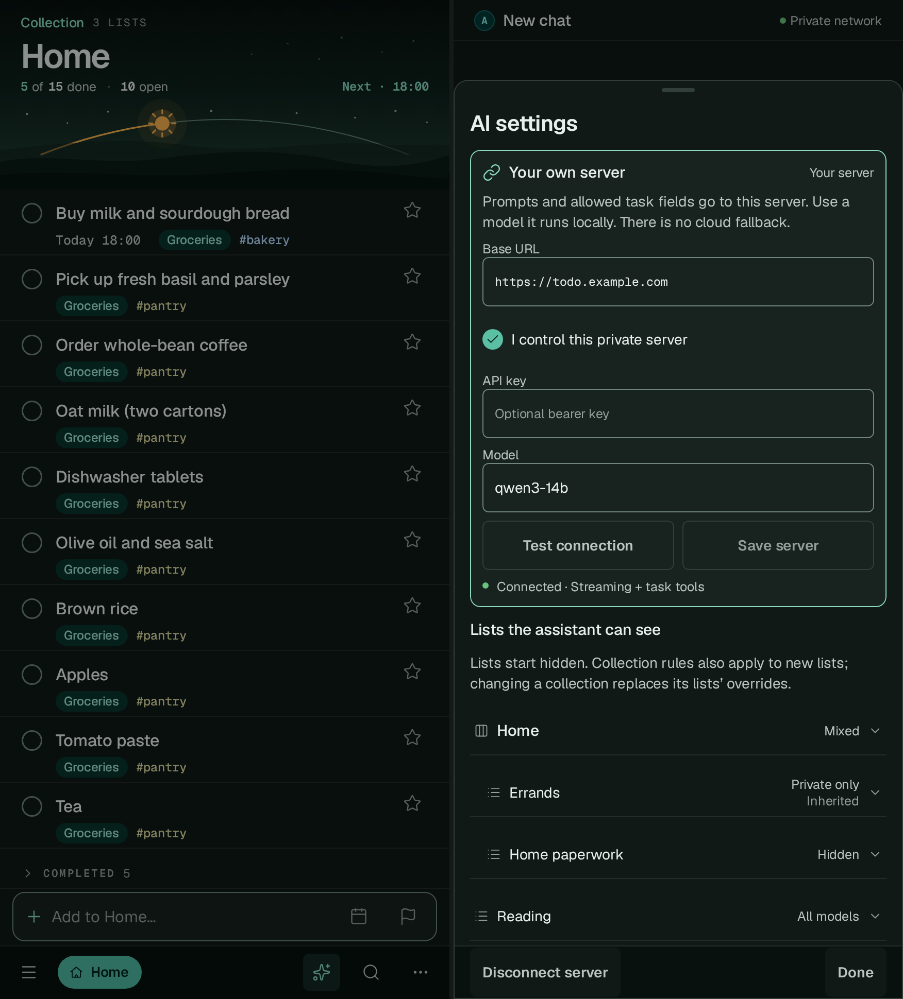 Collection 3 LISTS
Home
5 of 15 done · 10 open
Next · 18:00
Buy milk and sourdough bread
Today 18:00 Groceries #bakery
Pick up fresh basil and parsley
Groceries #pantry
Order whole-bean coffee
Groceries #pantry
Oat milk (two cartons)
Groceries #pantry
Dishwasher tablets
Groceries #pantry
Olive oil and sea salt
Groceries #pantry
Brown rice
Groceries #pantry
Apples
Groceries #pantry
Tomato paste
Groceries #pantry
Tea
Groceries #pantry
COMPLETED 5
Add to Home...
Home
A New chat
Private network
AI settings
Your own server
Your server
Prompts and allowed task fields go to this server. Use a
model it runs locally. There is no cloud fallback.
Base URL
https://todo.example.com
I control this private server
API key
Optional bearer key
Model
qwen3-14b
Test connection
Save server
Connected · Streaming + task tools
Lists the assistant can see
Lists start hidden. Collection rules also apply to new lists;
changing a collection replaces its lists’ overrides.
Home
Mixed
Errands
Private only
Inherited
Home paperwork
Hidden
Reading
All models
Disconnect server
Done